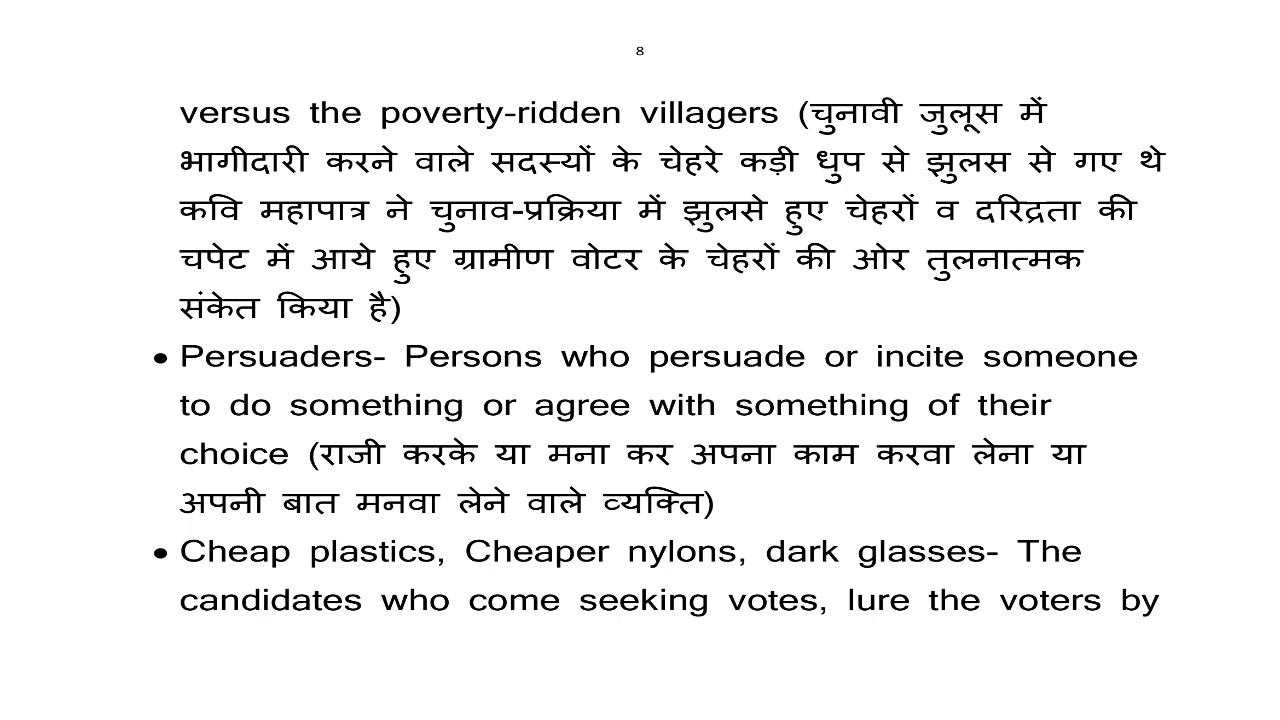 8
versus the poverty-ridden villagers (चुनावी जुलूस में
भागीदारी करने वाले सदस्यों के चेहरे कड़ी धुप से झुलस से गए थे
कवि महापात्र ने चुनाव-प्रक्रिया में झुलसे हुए चेहरों व दरिद्रता की
चपेट में आये हुए ग्रामीण वोटर के चेहरों की ओर तुलनात्मक
संकेत किया है)
• Persuaders- Persons who persuade or incite someone
to do something or agree with something of their
choice (राजी करके या मना कर अपना काम करवा लेना या
अपनी बात मनवा लेने वाले व्यक्ति)
• Cheap plastics, Cheaper nylons, dark glasses- The
candidates who come seeking votes, lure the voters by